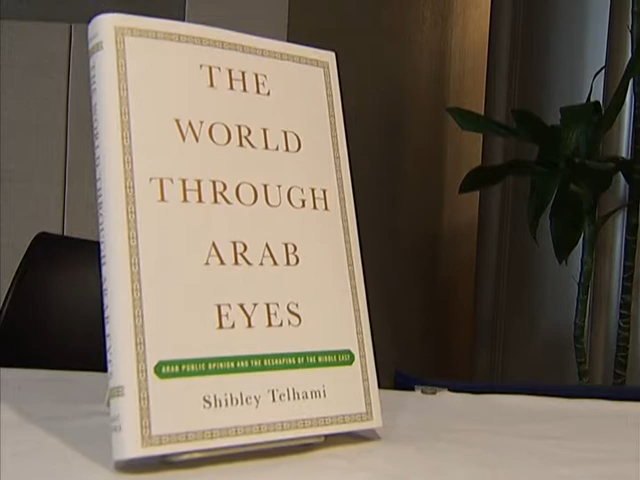 THE
WORLD
THROUGH
ARAB
EYES
ARAB PUBLIC OPINION AND THE RESHAPING OF THE MIDDLE EAST
Shibley Telhami